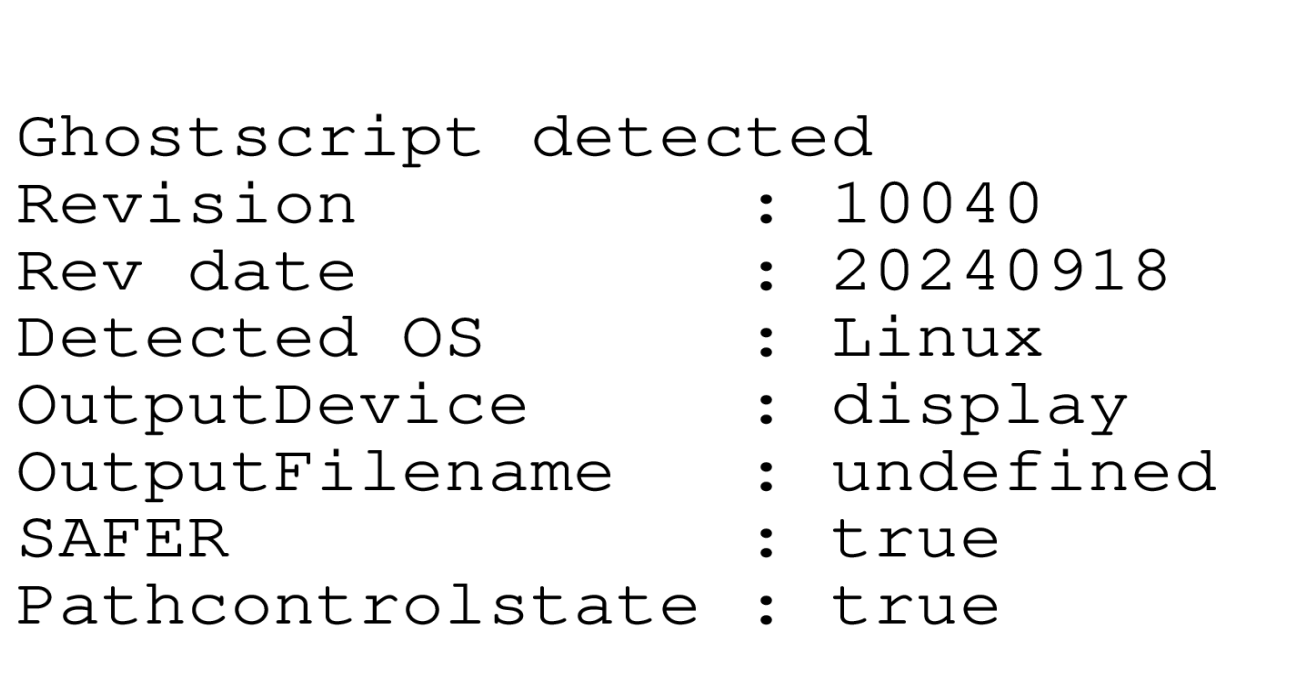 Ghostscript detected
Revision : 10040
Rev date : 20240918
Detected OS : Linux
OutputDevice : display
OutputFilename : undefined
SAFER : true
Pathcontrolstate : true